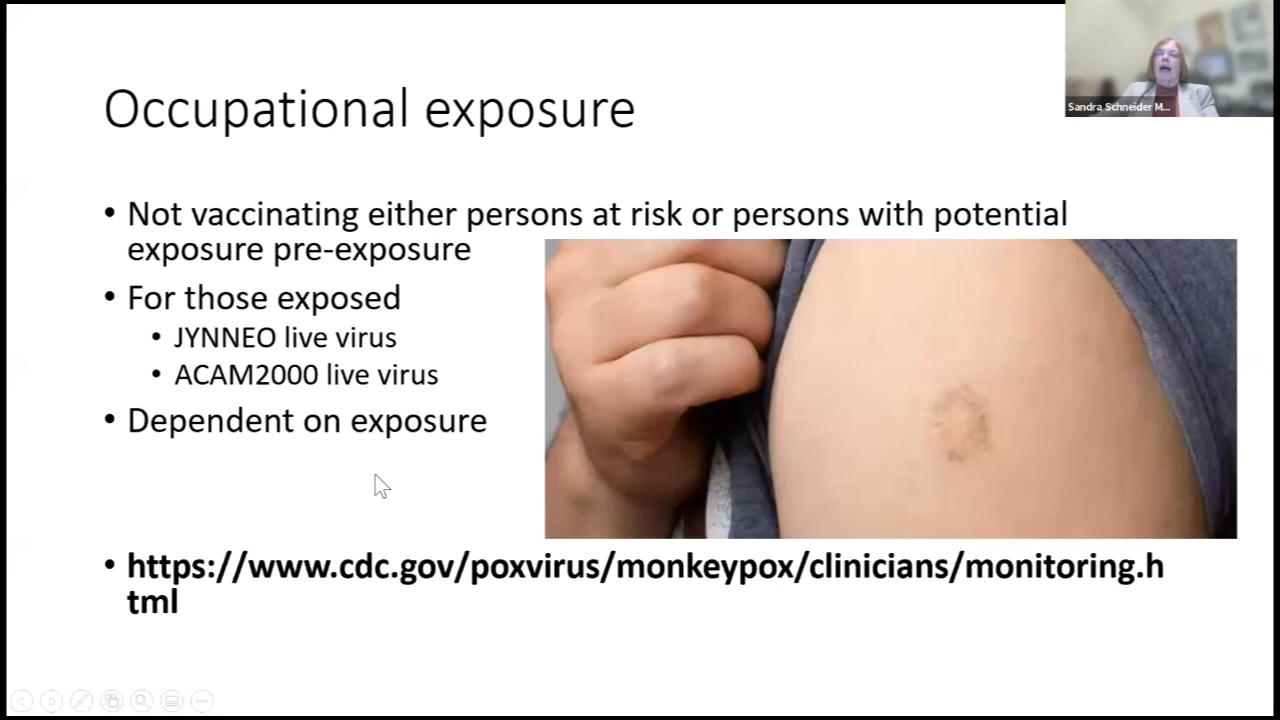 Sandra Schneider M...
Occupational exposure
• Not vaccinating either persons at risk or persons with potential
exposure pre-exposure
• For those exposed
• JYNNEO live virus
• ACAM2000 live virus
• Dependent on exposure
• https://www.cdc.gov/poxvirus/monkeypox/clinicians/monitoring.h
tml